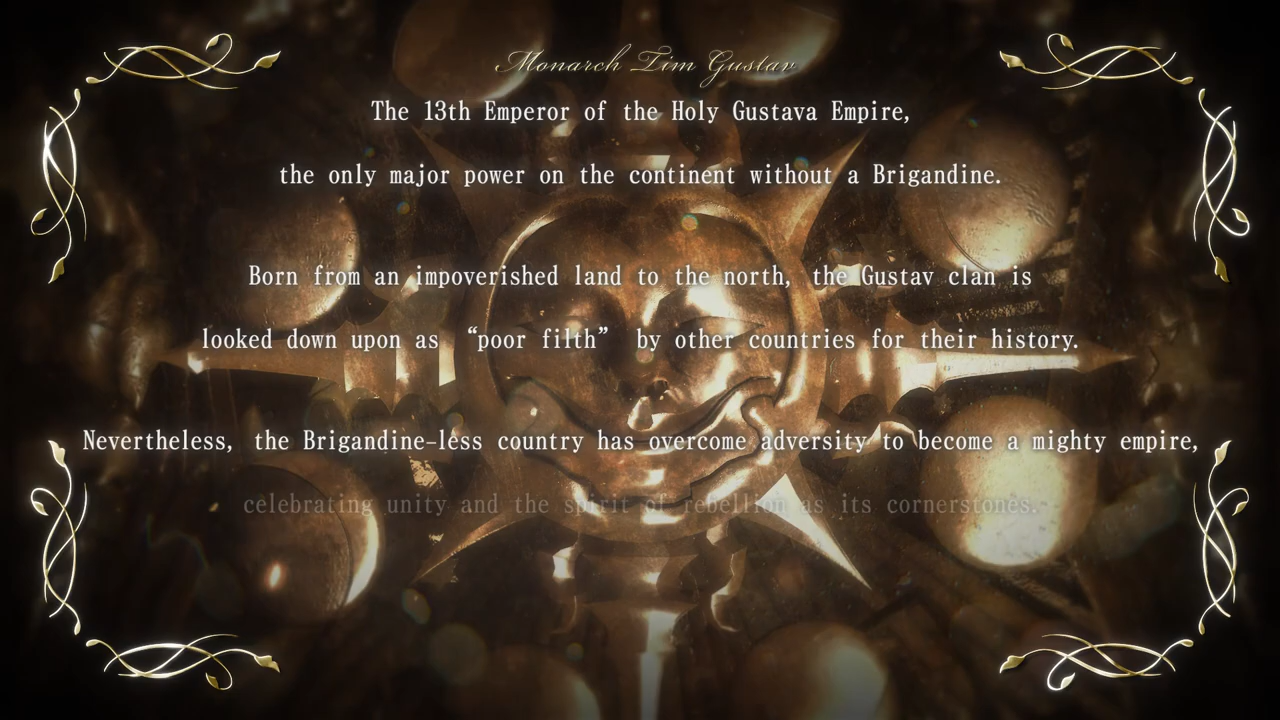 Monarch Tim Gustav
The 13th Emperor of the Holy Gustava Empire,
the only major power on the continent without a Brigandine.
Born from an impoverished land to the north, the Gustav clan is
looked down upon as “poor filth” by other countries for their history.
Nevertheless, the Brigandine-less country has overcome adversity to become a mighty empire,
celebrating unity and the spirit of rebellion as its cornerstones.